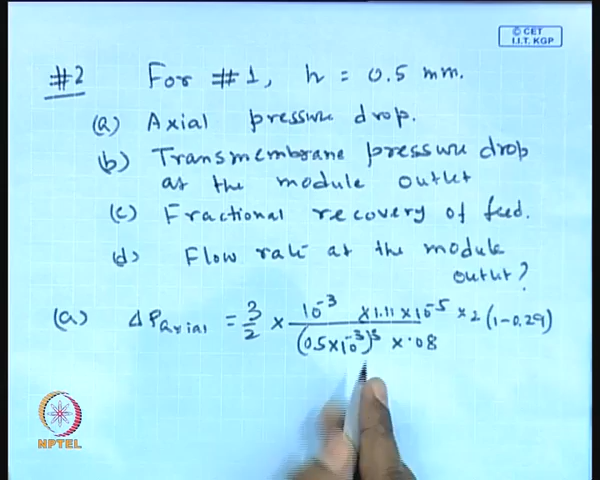 © CET
I.I.T. KGP
#2 For #1, h = 0.5 mm.
(a) Axial pressure drop.
(b) Transmembrane pressure drop
at the module outlet
(c) Fractional recovery of feed.
(d) Flow rate at the module
outlet?
(a) ΔP_axial = 3/2 × (10^-3 × 1.11 × 10^-5)/((0.5 × 10^-3)^3 × .08) × 2 (1 - 0.29)
NPTEL